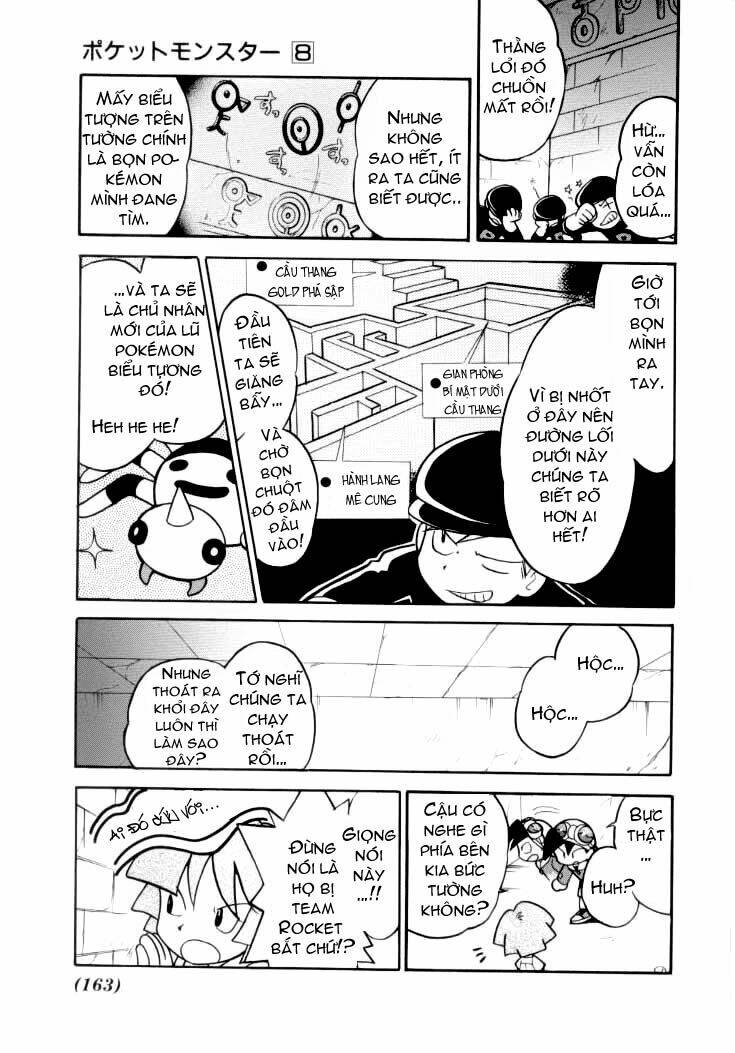 ポケットモンスター 8
THẰNG
LỎI ĐÓ
CHUỒN
MẤT RỒI!
HỪ...
VẪN
CÒN
LÓA
QUÁ...
NHƯNG
KHÔNG
SAO HẾT, ÍT
RA TA CŨNG
BIẾT ĐƯỢC..
MẤY BIỂU
TƯỢNG TRÊN
TƯỜNG CHÍNH
LÀ BỌN PO-
KÉMON
MÌNH ĐANG
TÌM.
GIỜ
TỚI
BỌN
MÌNH
RA
TAY.
VÌ BỊ NHỐT
Ở ĐÂY NÊN
ĐƯỜNG LỐI
DƯỚI NÀY
CHÚNG TA
BIẾT RÕ
HƠN AI
HẾT!
CẦU THANG
GOLD PHÁ SẬP
GIAN PHÒNG
BÍ MẬT DƯỚI
CẦU THANG
HÀNH LANG
MÊ CUNG
ĐẦU
TIÊN
TA SẼ
GIĂNG
BẪY...
VÀ
CHỜ
BỌN
CHUỘT
ĐÓ ĐÂM
ĐẦU
VÀO!
...VÀ TA SẼ
LÀ CHỦ NHÂN
MỚI CỦA LŨ
POKÉMON
BIỂU TƯỢNG
ĐÓ!
HEH HE HE!
HỘC...
HỘC...
TỚ NGHĨ
CHÚNG TA
CHẠY
THOÁT
RỒI...
NHƯNG
THOÁT RA
KHỎI ĐÂY
LUÔN THÌ
LÀM SAO
ĐÂY?
BỰC
THẬT
...
HUH?
CẬU CÓ
NGHE GÌ
PHÍA BÊN
KIA BỨC
TƯỜNG
KHÔNG?
GIỌNG
NÓI
NÀY
...!!
ĐỪNG
NÓI LÀ
HỌ BỊ
TEAM
ROCKET
BẮT CHỨ!?
AI ĐÓ CỨU VỚI...
(163)